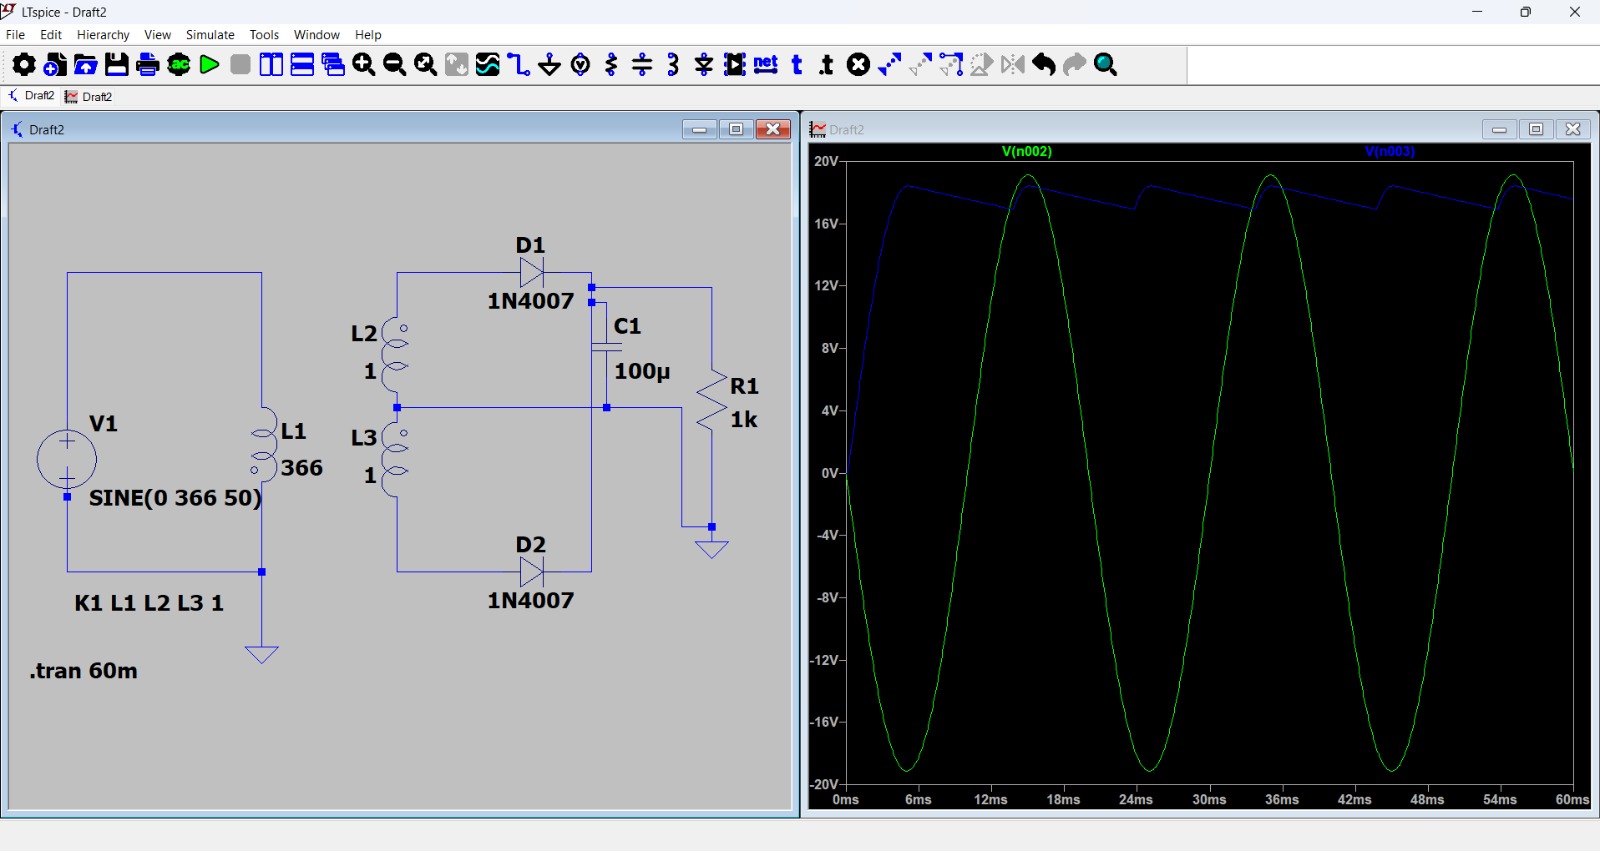 LTspice - Draft2
File Edit Hierarchy View Simulate Tools Window Help
ac net t .t
Draft2 Draft2
Draft2
D1
1N4007
L2
1
C1
100µ
R1
1k
V1
SINE(0 366 50)
L1
366
L3
1
D2
1N4007
K1 L1 L2 L3 1
.tran 60m
Draft2
V(n002) V(n003)
20V
16V
12V
8V
4V
0V
-4V
-8V
-12V
-16V
-20V
0ms 6ms 12ms 18ms 24ms 30ms 36ms 42ms 48ms 54ms 60ms